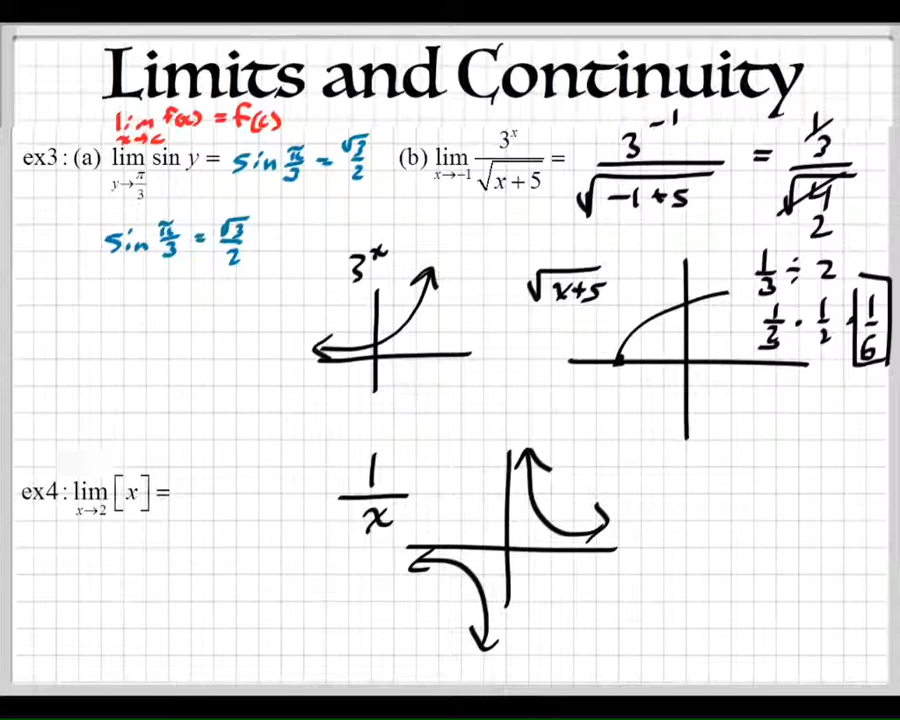 Limits and Continuity
lim x→c f(x) = f(c)
ex3 : (a) lim y→π/3 sin y = sin π/3 = √3/2
(b) lim x→-1 3^x / √(x + 5) = 3^-1 / √(-1+5) = 1/3 / √4 2
sin π/3 = √3/2
3^x
√(x+5)
1/3 ÷ 2
1/3 · 1/2 = 1/6
ex4 : lim x→2 [x] =
1/x